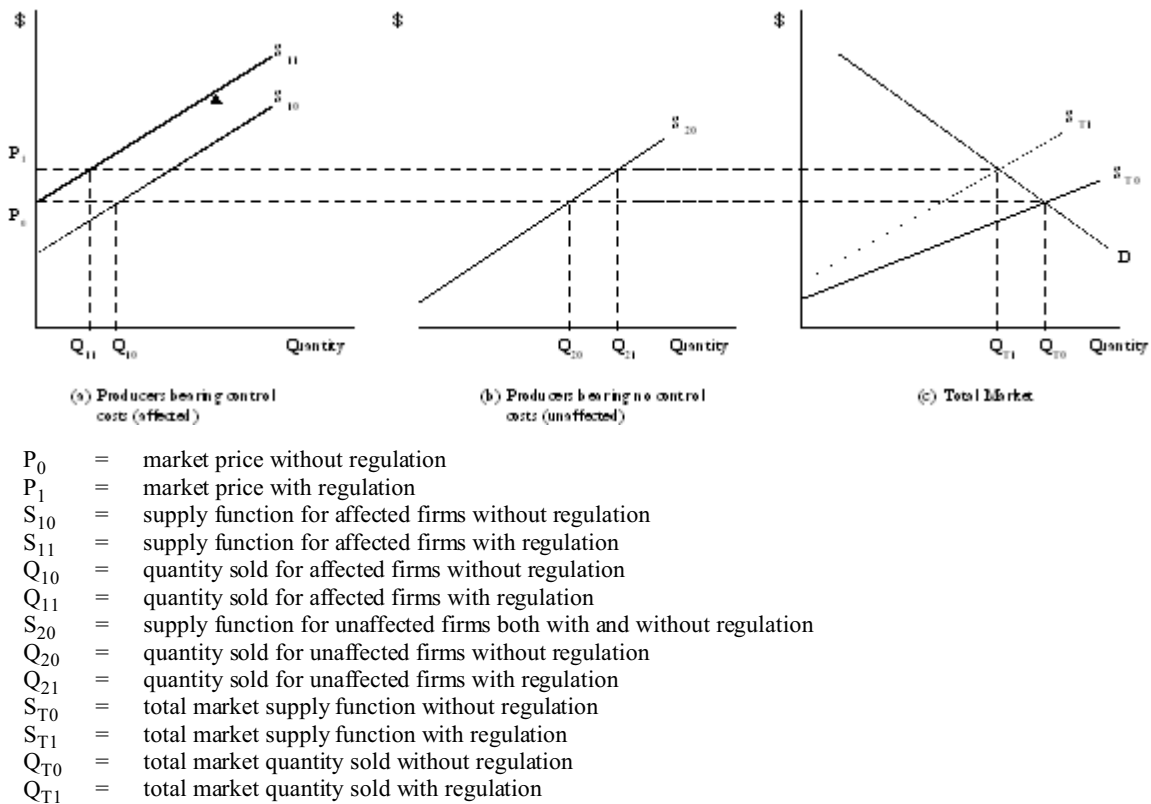 $ $ $
S11
S10
S20
ST1
ST0
P1
P0
D
Q11 Q10 Quantity Q20 Q21 Quantity QT1 QT0 Quantity
(a) Producers bearing control (b) Producers bearing no control (c) Total Market
costs (affected) costs (unaffected)
P0 = market price without regulation
P1 = market price with regulation
S10 = supply function for affected firms without regulation
S11 = supply function for affected firms with regulation
Q10 = quantity sold for affected firms without regulation
Q11 = quantity sold for affected firms with regulation
S20 = supply function for unaffected firms both with and without regulation
Q20 = quantity sold for unaffected firms without regulation
Q21 = quantity sold for unaffected firms with regulation
ST0 = total market supply function without regulation
ST1 = total market supply function with regulation
QT0 = total market quantity sold without regulation
QT1 = total market quantity sold with regulation